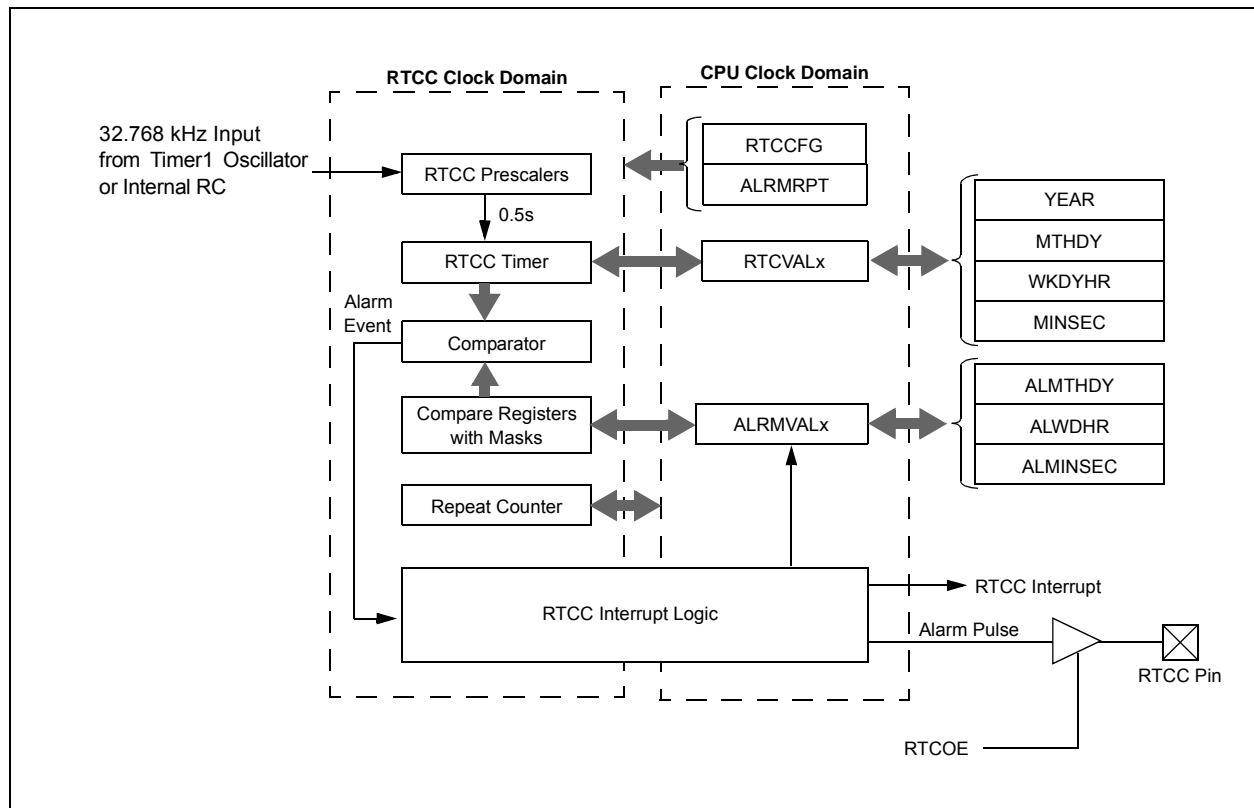 RTCC Clock Domain
CPU Clock Domain
32.768 kHz Input
from Timer1 Oscillator
or Internal RC
RTCC Prescalers
0.5s
RTCC Timer
Alarm
Event
Comparator
Compare Registers
with Masks
Repeat Counter
RTCC Interrupt Logic
RTCCFG
ALRMRPT
RTCVALx
ALRMVALx
YEAR
MTHDY
WKDYHR
MINSEC
ALMTHDY
ALWDHR
ALMINSEC
RTCC Interrupt
Alarm Pulse
RTCC Pin
RTCOE